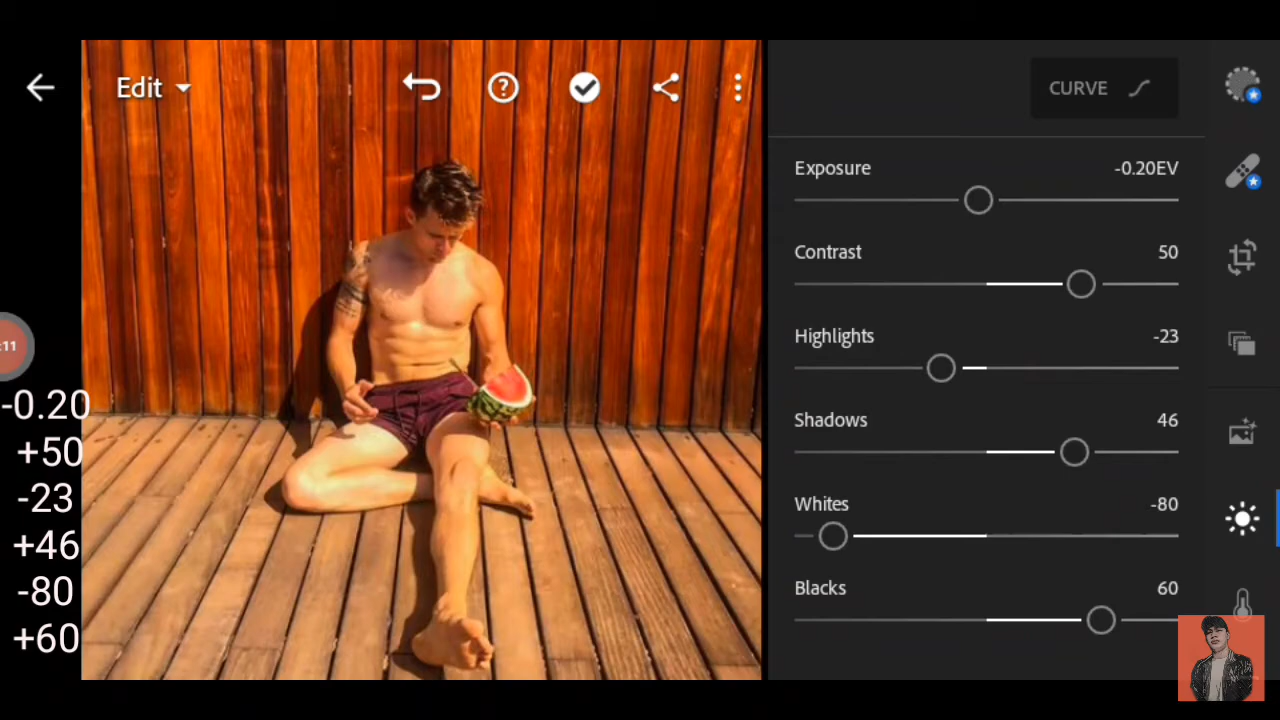 Edit
CURVE
Exposure -0.20EV
Contrast 50
Highlights -23
Shadows 46
Whites -80
Blacks 60
:11
-0.20
+50
-23
+46
-80
+60